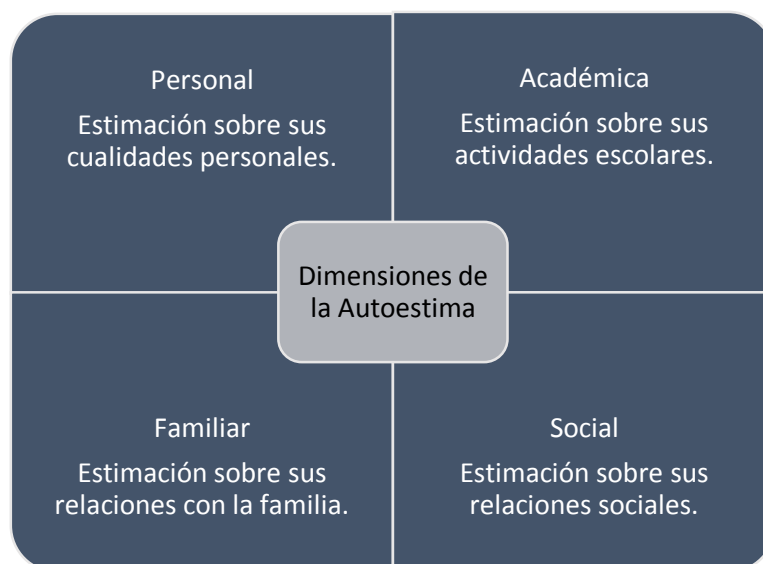 Personal
Estimación sobre sus
cualidades personales.
Académica
Estimación sobre sus
actividades escolares.
Dimensiones de
la Autoestima
Familiar
Estimación sobre sus
relaciones con la familia.
Social
Estimación sobre sus
relaciones sociales.